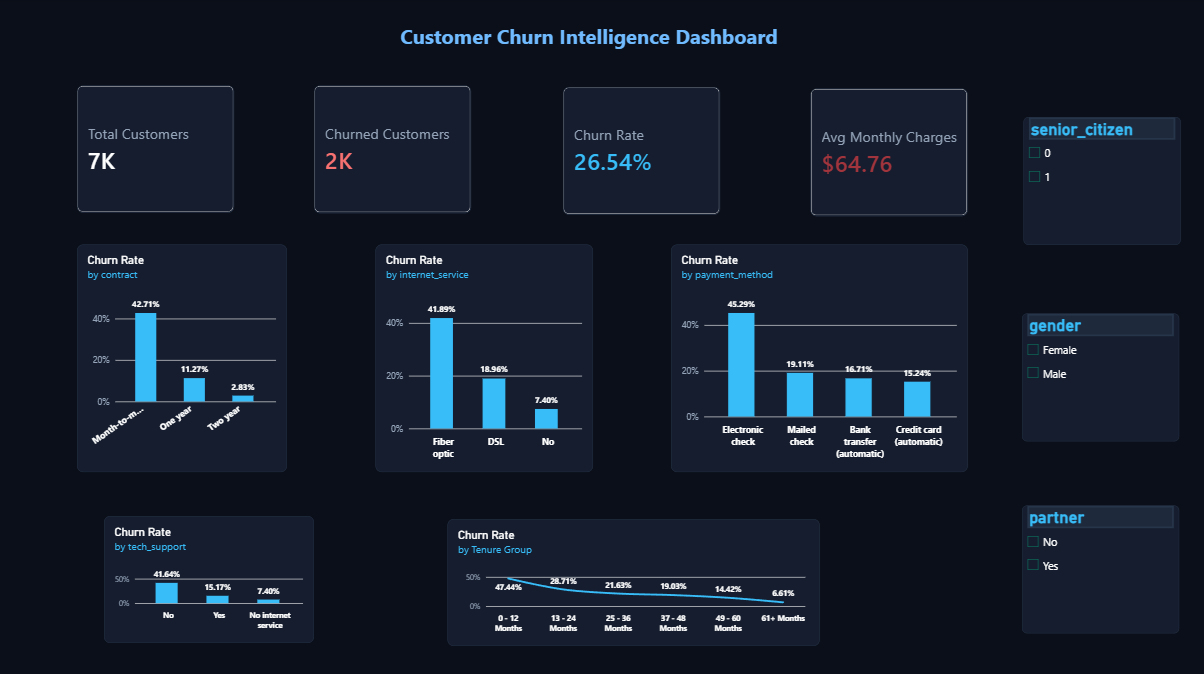 Customer Churn Intelligence Dashboard
Total Customers
7K
Churned Customers
2K
Churn Rate
26.54%
Avg Monthly Charges
$64.76
senior_citizen
0
1
Churn Rate
by contract
42.71%
11.27%
2.83%
40%
20%
0%
Month-to-m...
One year
Two year
Churn Rate
by internet_service
41.89%
18.96%
7.40%
40%
20%
0%
Fiber
optic
DSL
No
Churn Rate
by payment_method
45.29%
19.11%
16.71%
15.24%
40%
20%
0%
Electronic
check
Mailed
check
Bank
transfer
(automatic)
Credit card
(automatic)
gender
Female
Male
Churn Rate
by tech_support
41.64%
15.17%
7.40%
50%
0%
No
Yes
No internet
service
Churn Rate
by Tenure Group
50%
0%
47.44%
28.71%
21.63%
19.03%
14.42%
6.61%
0 - 12
Months
13 - 24
Months
25 - 36
Months
37 - 48
Months
49 - 60
Months
61+ Months
partner
No
Yes